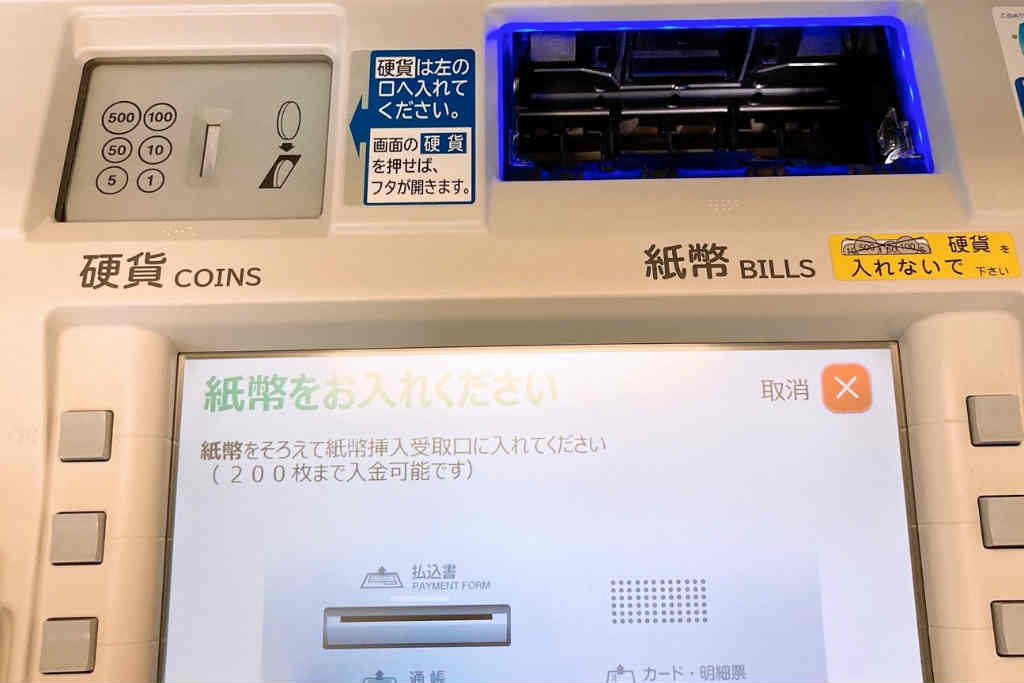 500 100
50 10
5 1
硬貨は左の
口へ入れて
ください。
画面の 硬貨
を押せば、
フタが開きます。
硬貨 COINS
紙幣 BILLS
硬貨を
入れないで下さい
紙幣をお入れください
取消
紙幣をそろえて紙幣挿入受取口に入れてください
（２００枚まで入金可能です）
払込書
PAYMENT FORM
通帳
カード・明細票